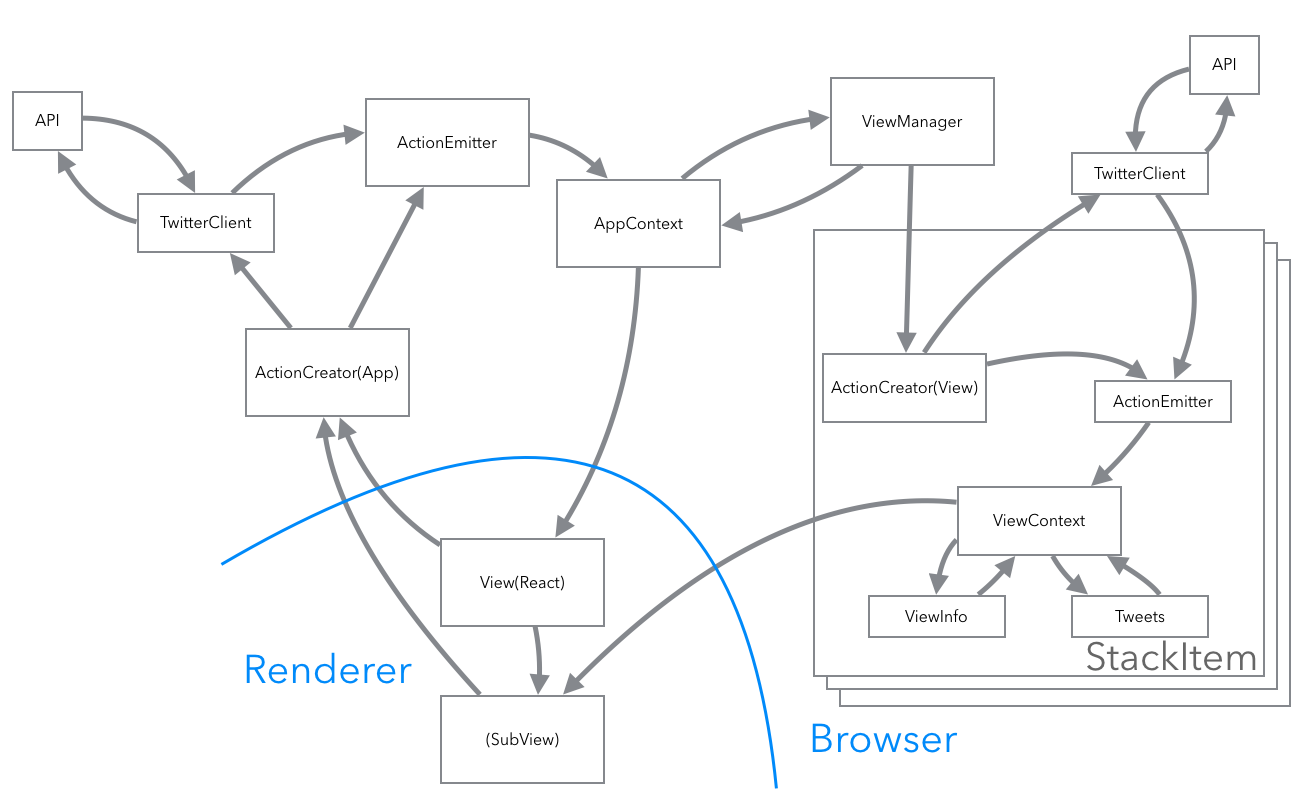 API
API
ViewManager
ActionEmitter
TwitterClient
TwitterClient
AppContext
ActionCreator(App)
ActionCreator(View)
ActionEmitter
ViewContext
View(React)
ViewInfo
Tweets
StackItem
Renderer
(SubView)
Browser